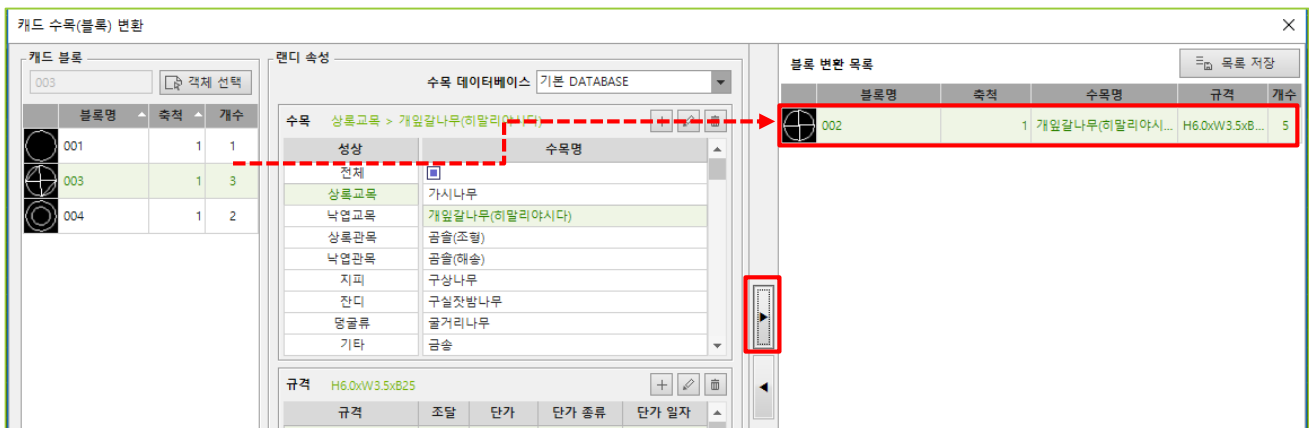 캐드 수목(블록) 변환
캐드 블록
003 객체 선택
블록명 축척 개수
001 1 1
003 1 3
004 1 2
랜디 속성
수목 데이터베이스 기본 DATABASE
수목 상록교목 > 개잎갈나무(히말리야시다)
성상 수목명
전체
상록교목 가시나무
낙엽교목 개잎갈나무(히말리야시다)
상록관목 곰솔(조형)
낙엽관목 곰솔(해송)
지피 구상나무
잔디 구실잣밤나무
덩굴류 굴거리나무
기타 금송
규격 H6.0xW3.5xB25
규격 조달 단가 단가 종류 단가 일자
블록 변환 목록
목록 저장
블록명 축척 수목명 규격 개수
002 1 개잎갈나무(히말리야시... H6.0xW3.5xB... 5